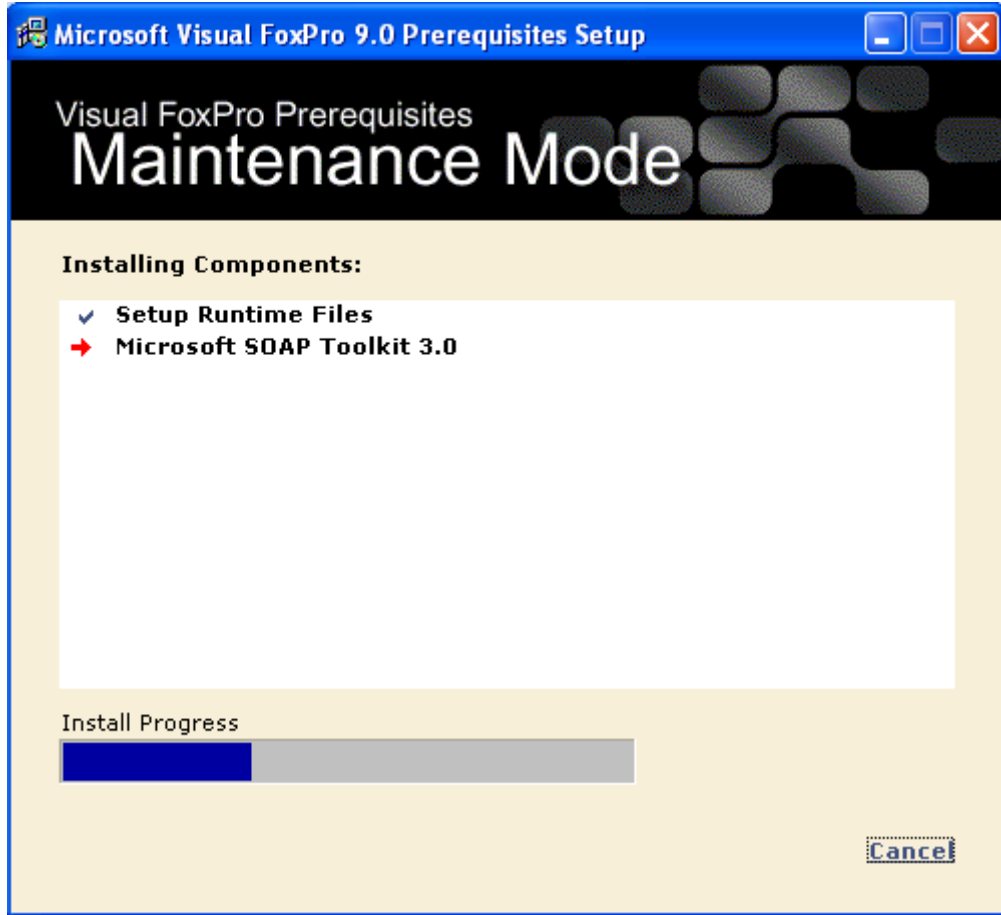 Microsoft Visual FoxPro 9.0 Prerequisites Setup
Visual FoxPro Prerequisites
Maintenance Mode
Installing Components:
Setup Runtime Files
Microsoft SOAP Toolkit 3.0
Install Progress
Cancel